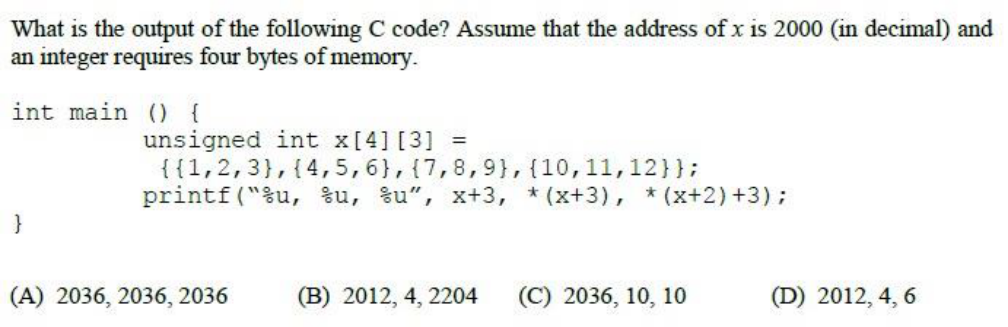 What is the output of the following C code? Assume that the address of x is 2000 (in decimal) and
an integer requires four bytes of memory.
int main () {
unsigned int x[4][3] =
{{1,2,3},{4,5,6},{7,8,9},{10,11,12}};
printf(“%u, %u, %u”, x+3, *(x+3), *(x+2)+3);
}
(A) 2036, 2036, 2036 (B) 2012, 4, 2204 (C) 2036, 10, 10 (D) 2012, 4, 6